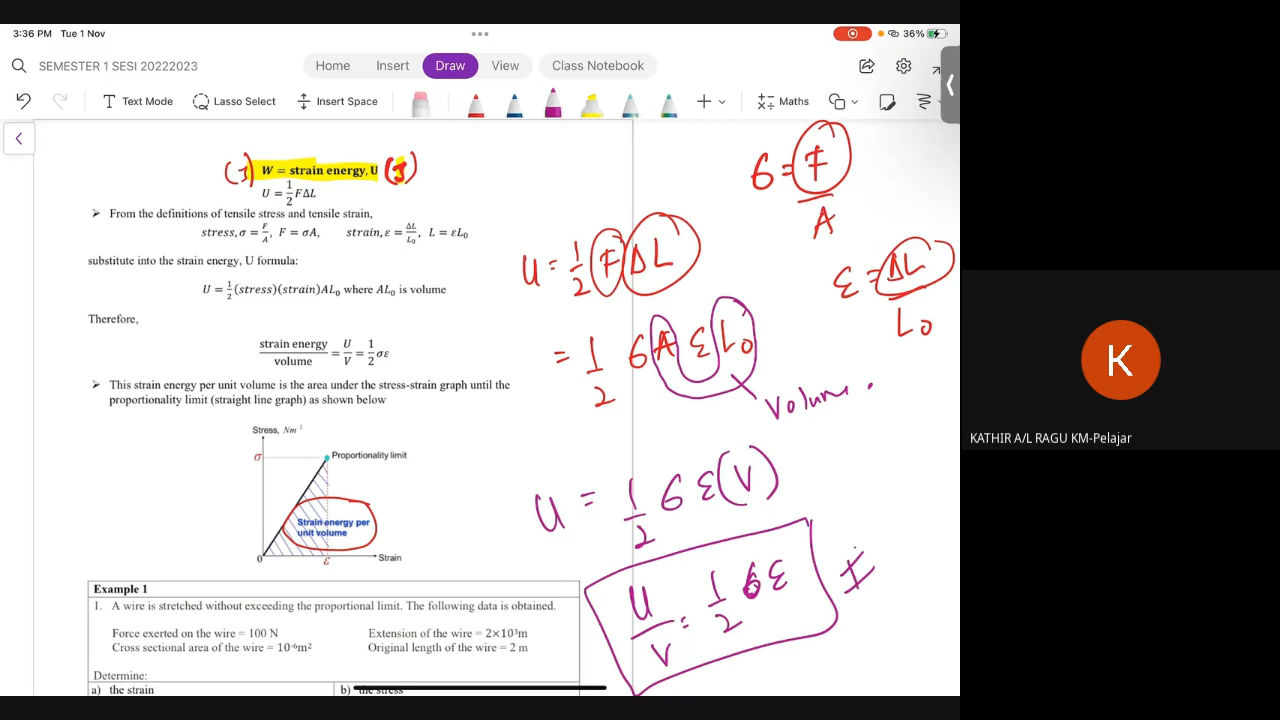 3:36 PM Tue 1 Nov
36%
SEMESTER 1 SESI 20222023
Home Insert Draw View Class Notebook
Text Mode Lasso Select Insert Space Maths
(J) W = strain energy, U (J)
U = 1/2 FΔL
➢ From the definitions of tensile stress and tensile strain,
stress, σ = F/A, F = σA, strain, ε = ΔL/L₀, L = εL₀
substitute into the strain energy, U formula:
U = 1/2 (stress)(strain)AL₀ where AL₀ is volume
Therefore,
strain energy/volume = U/V = 1/2 σε
➢ This strain energy per unit volume is the area under the stress-strain graph until the
proportionality limit (straight line graph) as shown below
Stress, Nm⁻²
σ
Proportionality limit
Strain energy per
unit volume
0
ε
Strain
Example 1
1. A wire is stretched without exceeding the proportional limit. The following data is obtained.
Force exerted on the wire = 100 N Extension of the wire = 2×10³m
Cross sectional area of the wire = 10⁻⁶m² Original length of the wire = 2 m
Determine:
a) the strain b) the stress
σ = F/A
ε = ΔL/L₀
U = 1/2 F ΔL
= 1/2 σ A ε L₀
Volume.
U = 1/2 σ ε (V)
U/V = 1/2 σ ε
K
KATHIR A/L RAGU KM-Pelajar